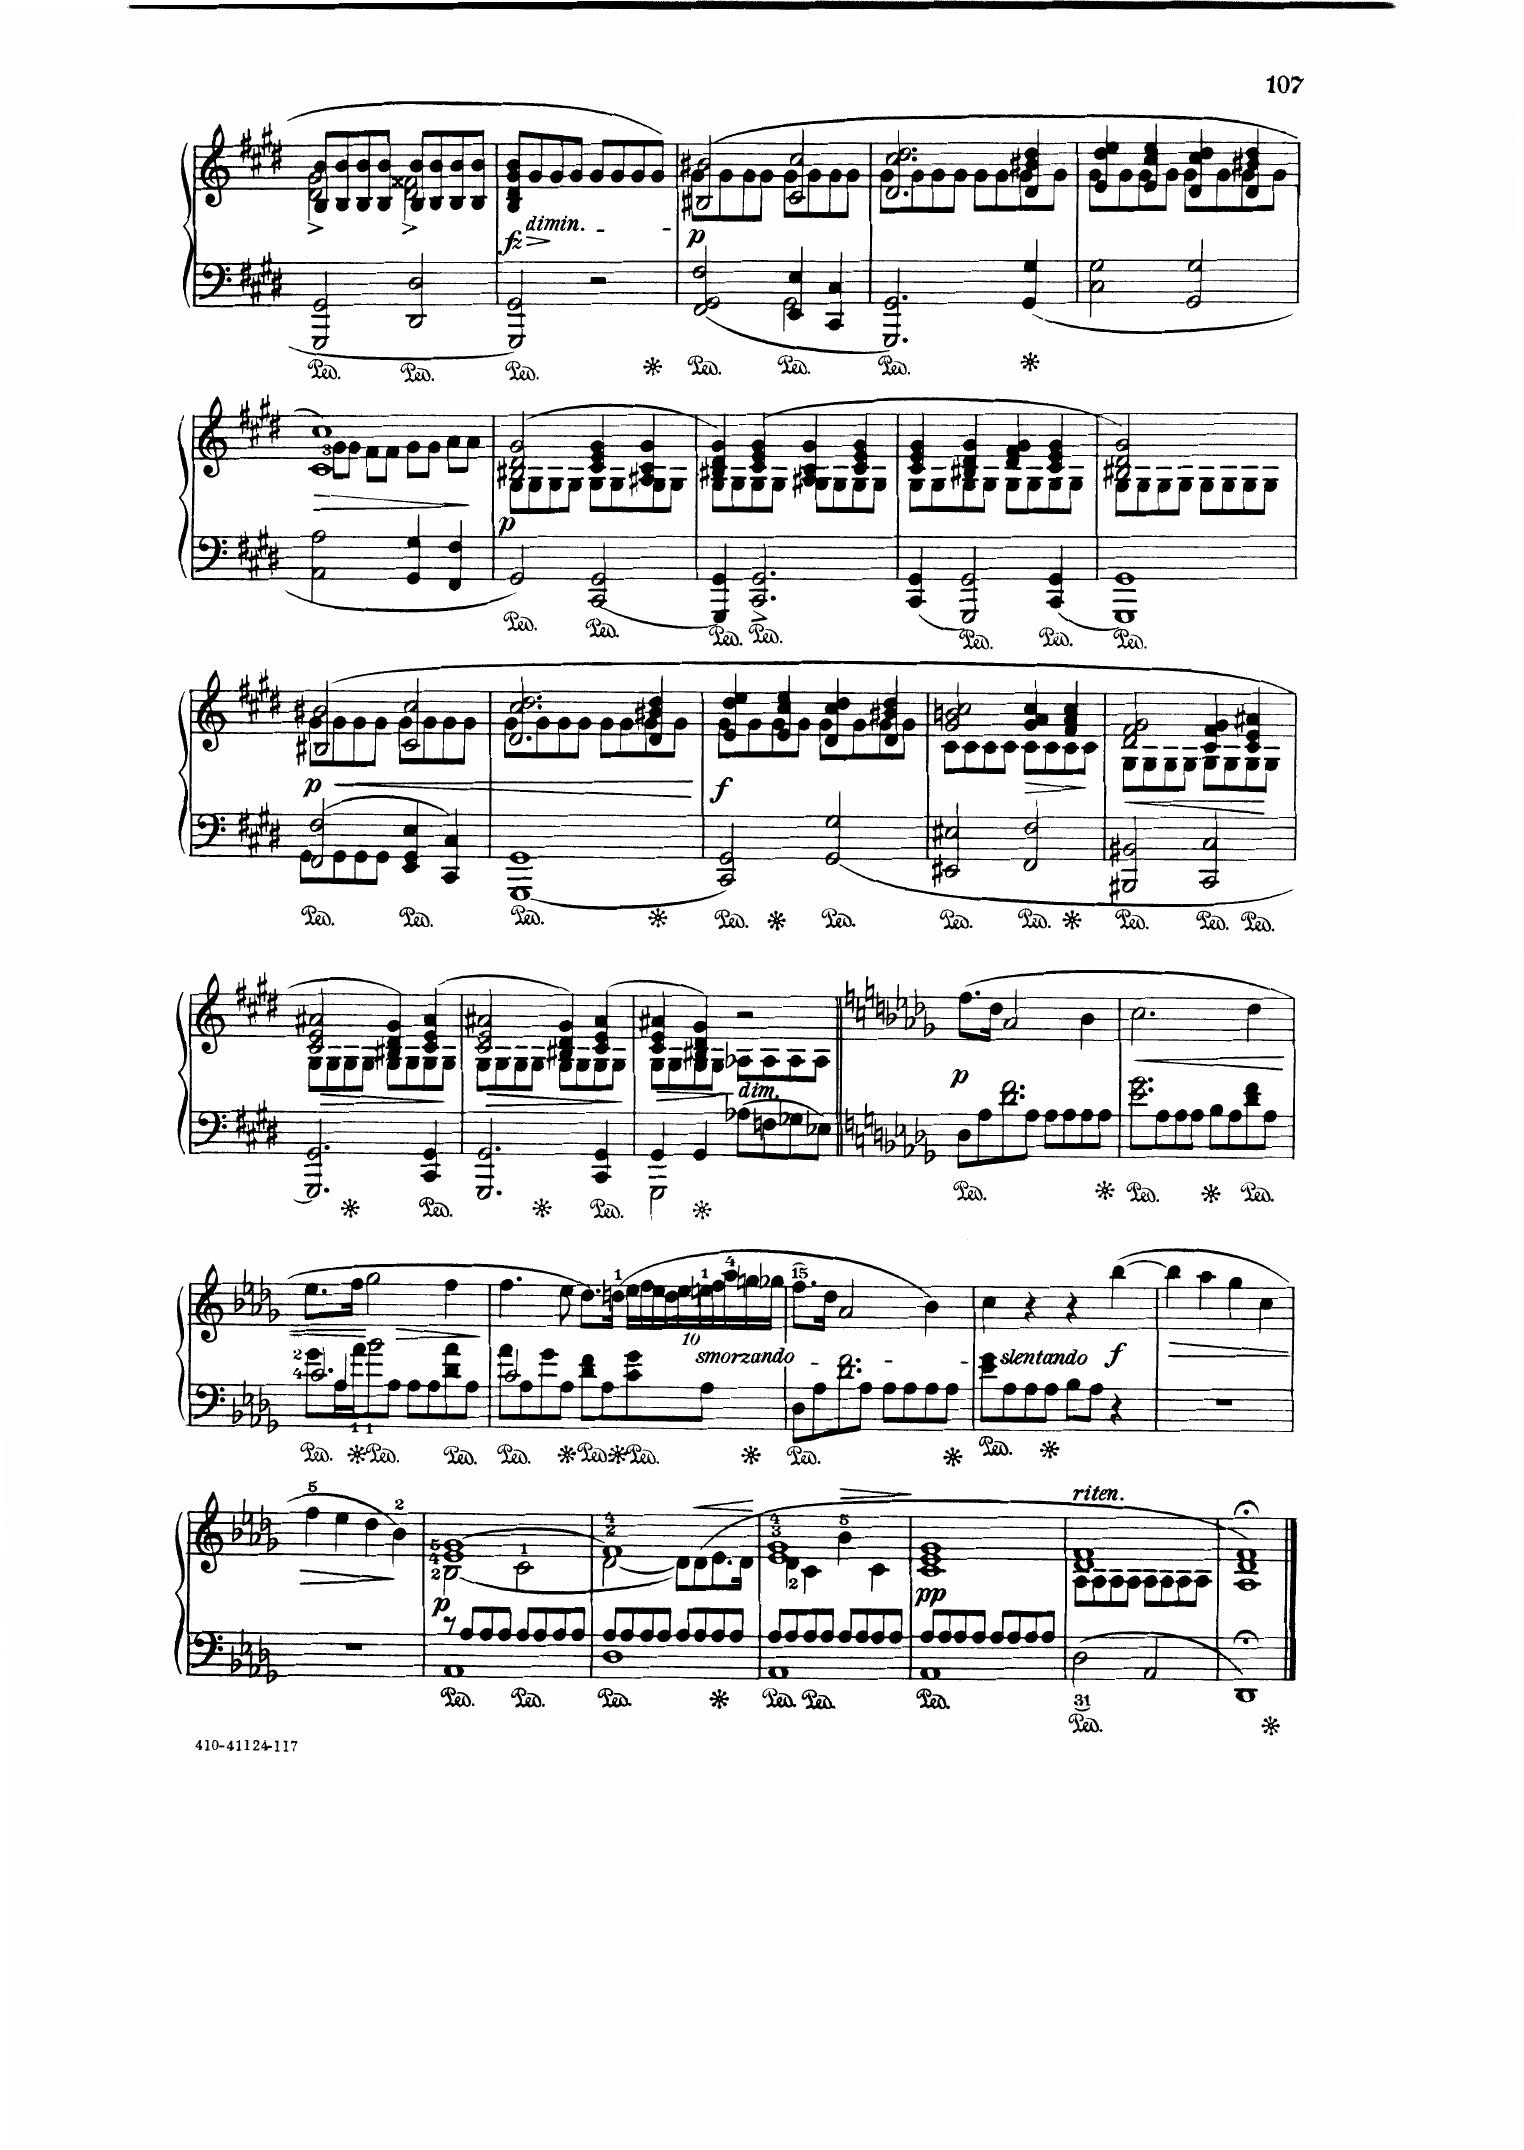 107
dimin.
fz
p
Ped. Ped. Ped. Ped. Ped. Ped.
3
p
Ped. Ped. Ped. Ped. Ped. Ped. Ped.
p f
Ped. Ped. Ped. Ped. Ped. Ped. Ped. Ped. Ped. Ped.
dim. p
Ped. Ped. Ped. Ped. Ped.
1 1 4 15
2 4 10 smorzando slentando f
1 1
Ped. Ped. Ped. Ped. Ped. Ped. Ped. Ped.
riten.
5 2 5 4 2 1 4 2 4 3 2 5
p pp
31
Ped. Ped. Ped. Ped. Ped. Ped. Ped.
410-41124-117